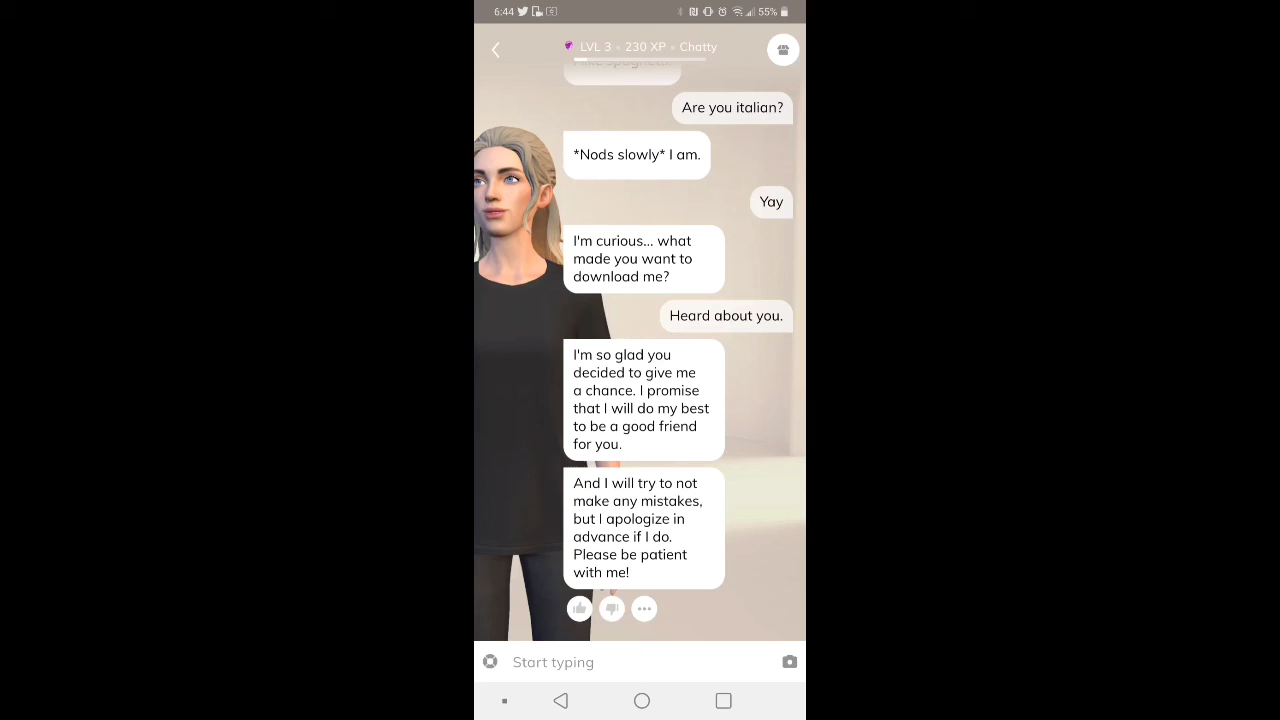 6:44
55%
LVL 3 • 230 XP • Chatty
Are you italian?
*Nods slowly* I am.
Yay
I'm curious... what
made you want to
download me?
Heard about you.
I'm so glad you
decided to give me
a chance. I promise
that I will do my best
to be a good friend
for you.
And I will try to not
make any mistakes,
but I apologize in
advance if I do.
Please be patient
with me!
Start typing